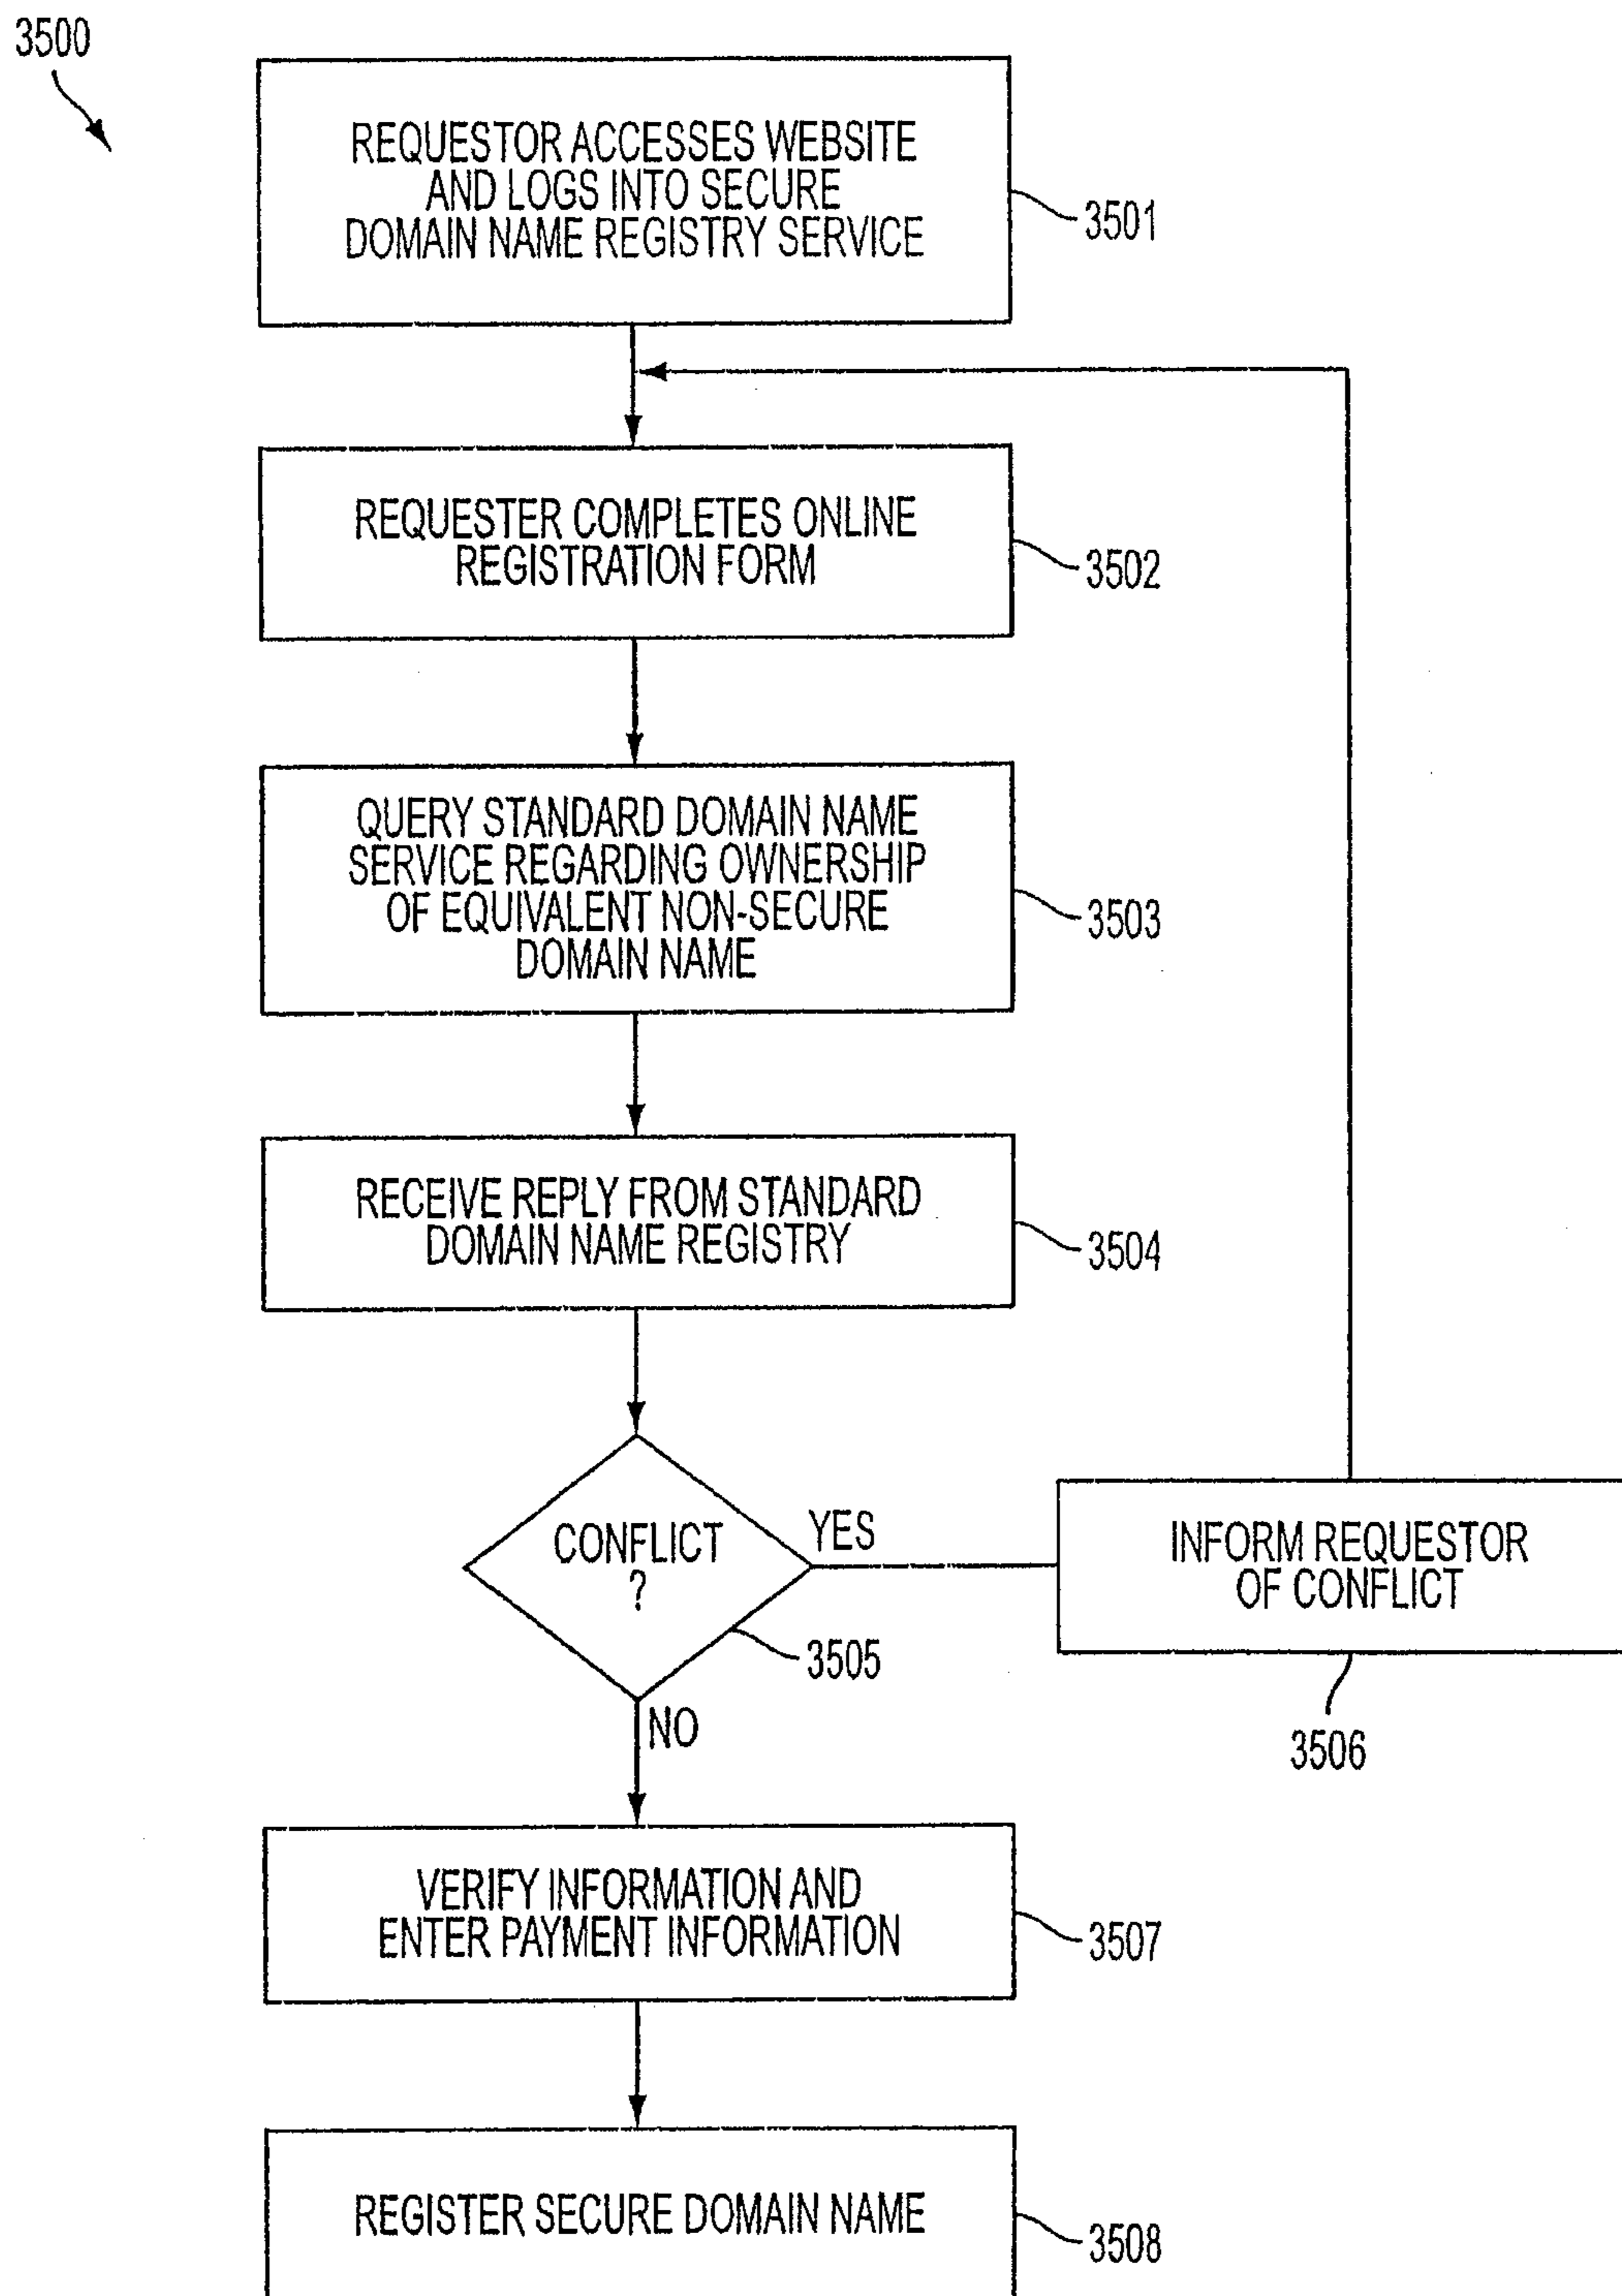 3500
REQUESTOR ACCESSES WEBSITE
AND LOGS INTO SECURE
DOMAIN NAME REGISTRY SERVICE
3501
REQUESTER COMPLETES ONLINE
REGISTRATION FORM
3502
QUERY STANDARD DOMAIN NAME
SERVICE REGARDING OWNERSHIP
OF EQUIVALENT NON-SECURE
DOMAIN NAME
3503
RECEIVE REPLY FROM STANDARD
DOMAIN NAME REGISTRY
3504
CONFLICT
?
YES
3505
NO
INFORM REQUESTOR
OF CONFLICT
3506
VERIFY INFORMATION AND
ENTER PAYMENT INFORMATION
3507
REGISTER SECURE DOMAIN NAME
3508